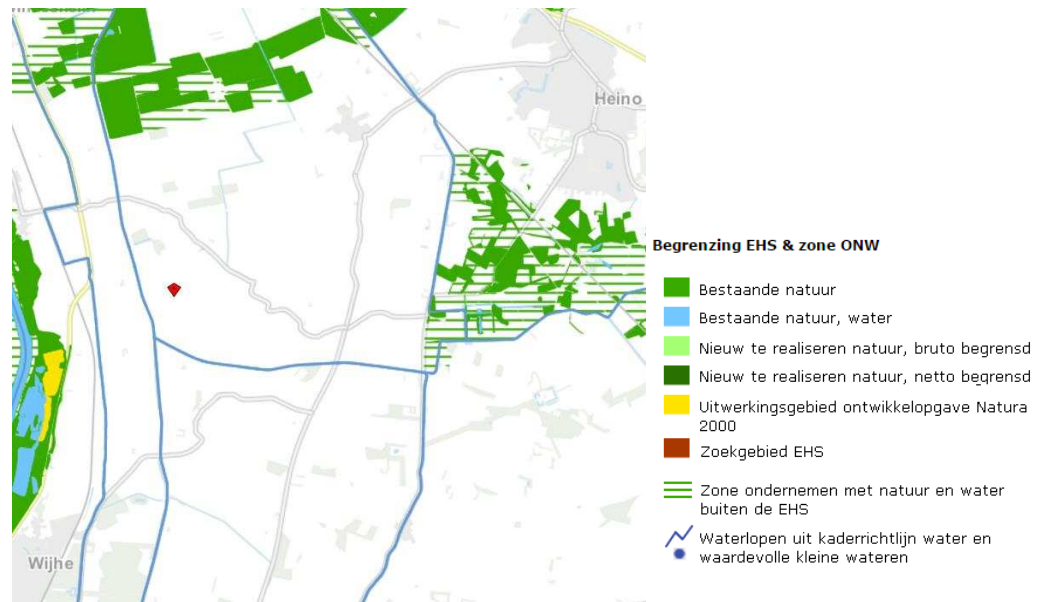 Heino
Wijhe
Begrenzing EHS & zone ONW
Bestaande natuur
Bestaande natuur, water
Nieuw te realiseren natuur, bruto begrensd
Nieuw te realiseren natuur, netto begrensd
Uitwerkingsgebied ontwikkelopgave Natura
2000
Zoekgebied EHS
Zone ondernemen met natuur en water
buiten de EHS
Waterlopen uit kaderrichtlijn water en
waardevolle kleine wateren